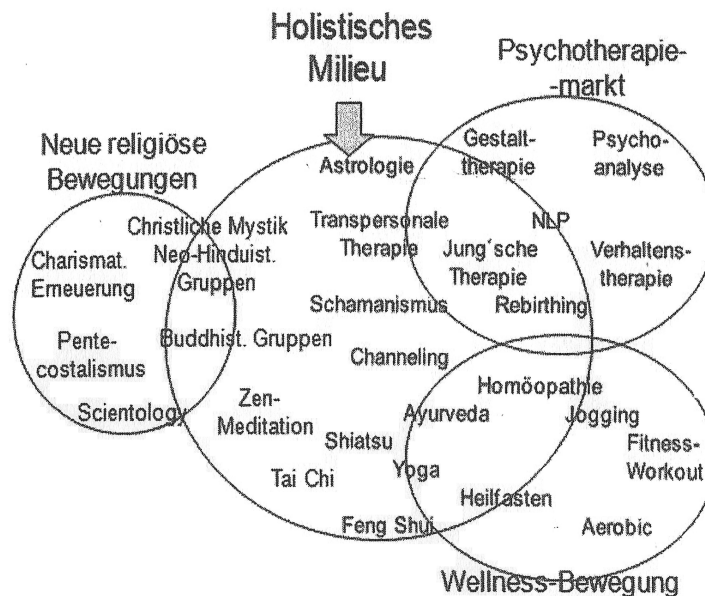 Holistisches
Milieu
Psychotherapie-
-markt
Neue religiöse
Bewegungen
Astrologie
Gestalt-
therapie
Psycho-
analyse
Christliche Mystik
Neo-Hinduist.
Gruppen
Transpersonale
Therapie
NLP
Jung´sche
Therapie
Verhaltens-
therapie
Charismat.
Erneuerung
Schamanismus
Rebirthing
Pente-
costalismus
Buddhist. Gruppen
Channeling
Scientology
Zen-
Meditation
Homöopathie
Ayurveda
Jogging
Shiatsu
Fitness-
Workout
Tai Chi
Yoga
Heilfasten
Feng Shui
Aerobic
Wellness-Bewegung